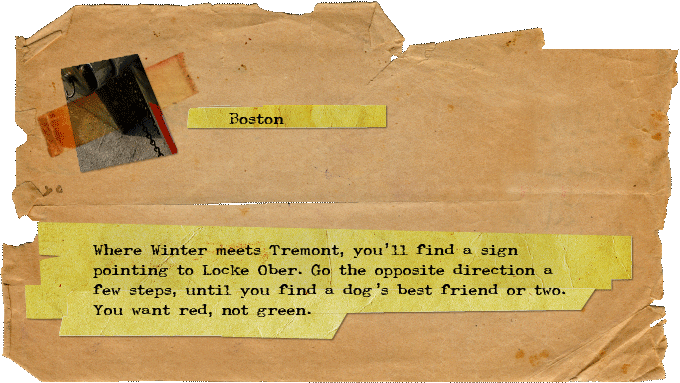 Boston
Where Winter meets Tremont, you'll find a sign
pointing to Locke Ober. Go the opposite direction a
few steps, until you find a dog's best friend or two.
You want red, not green.